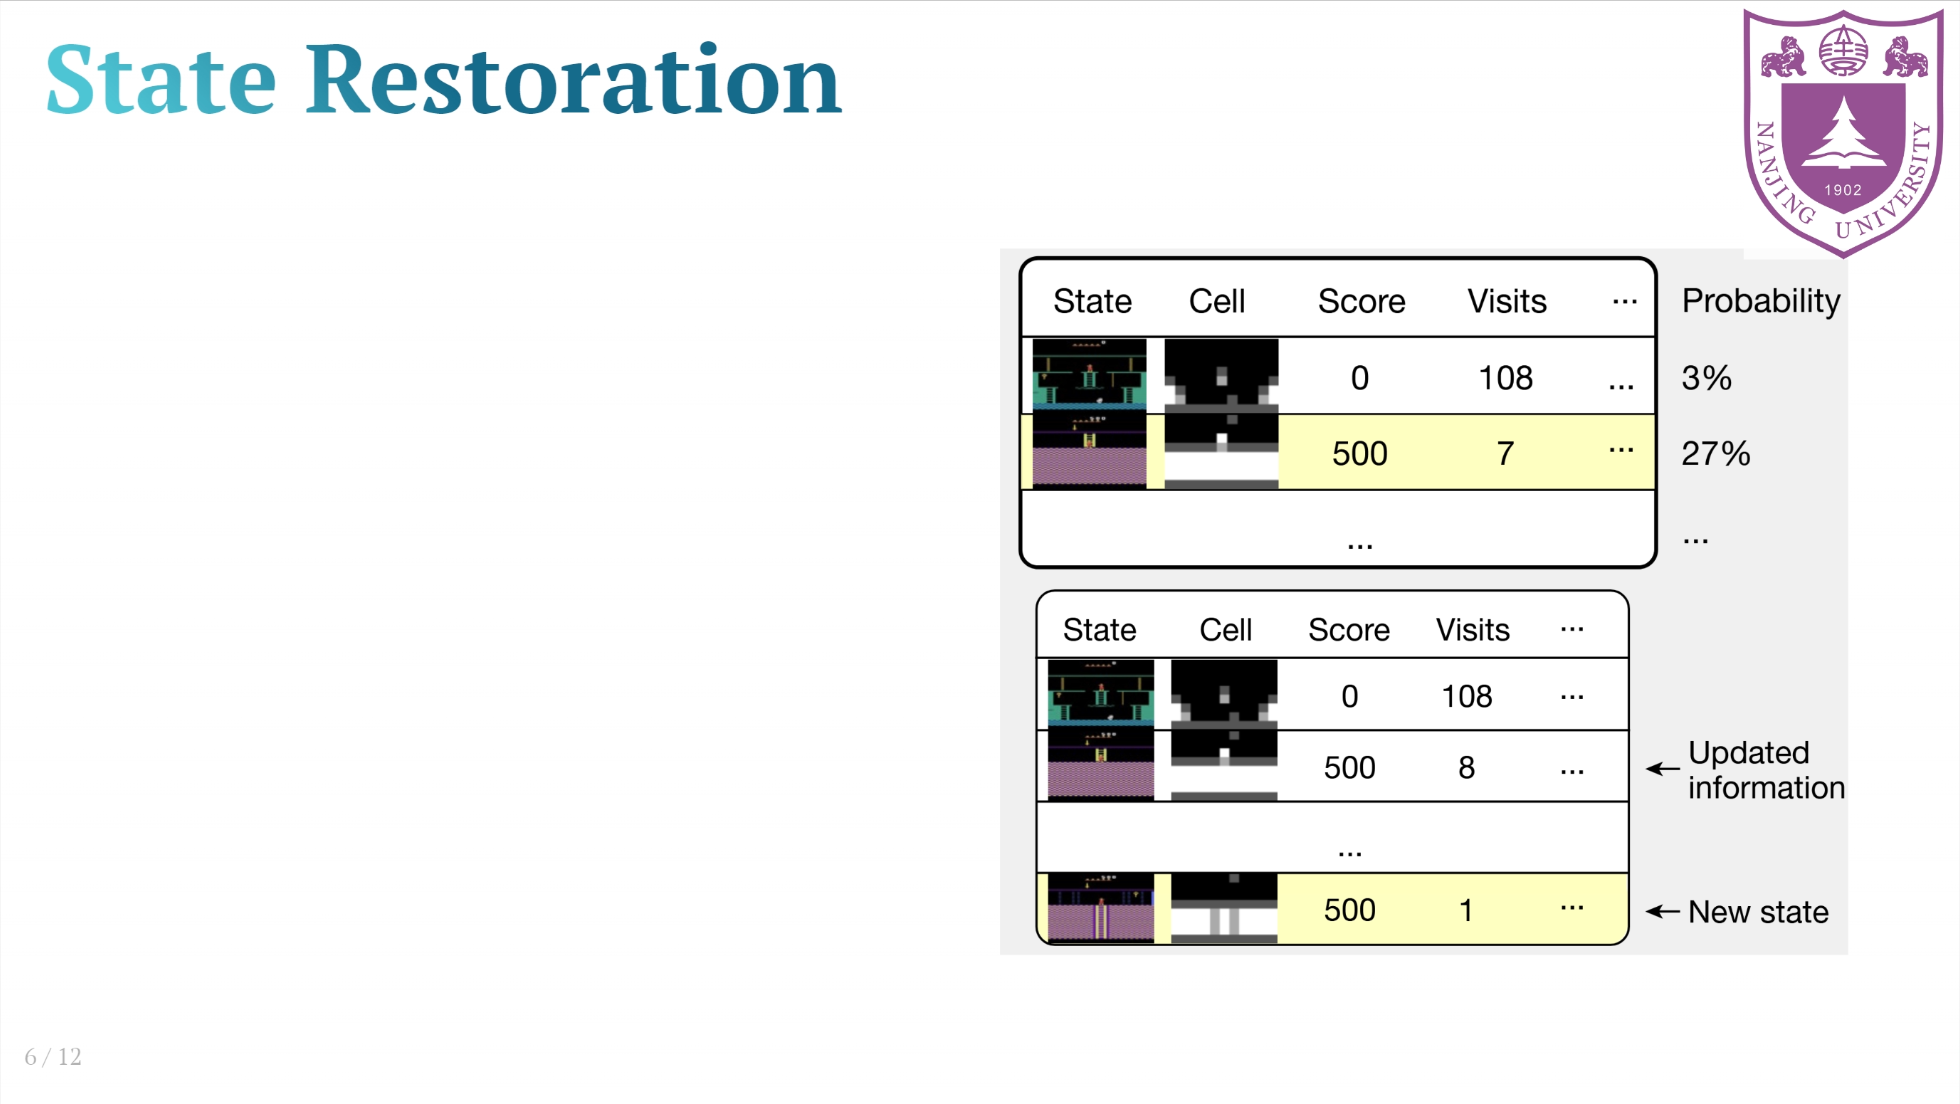 State Restoration
NANJING UNIVERSITY
1902
State Cell Score Visits ... Probability
0 108 ... 3%
500 7 ... 27%
... ...
State Cell Score Visits ...
0 108 ...
500 8 ... ← Updated
information
...
500 1 ... ← New state
6 / 12